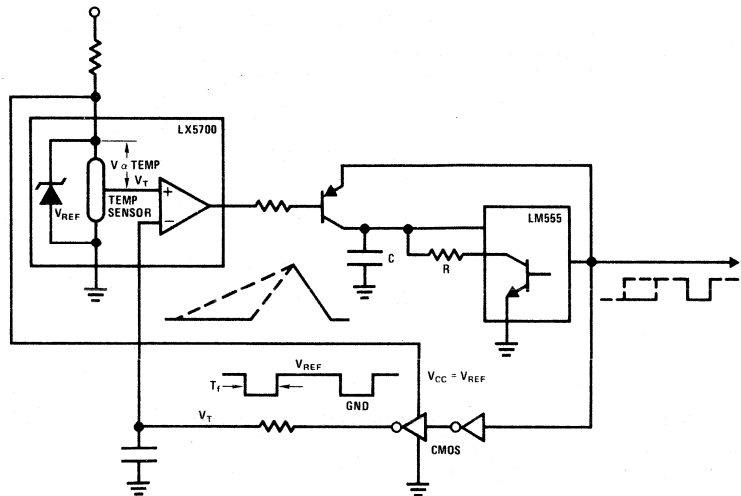 LX5700
V α TEMP
V_T
V_REF
TEMP
SENSOR
+
−
LM555
C
R
V_REF
V_CC = V_REF
T_f
GND
V_T
CMOS